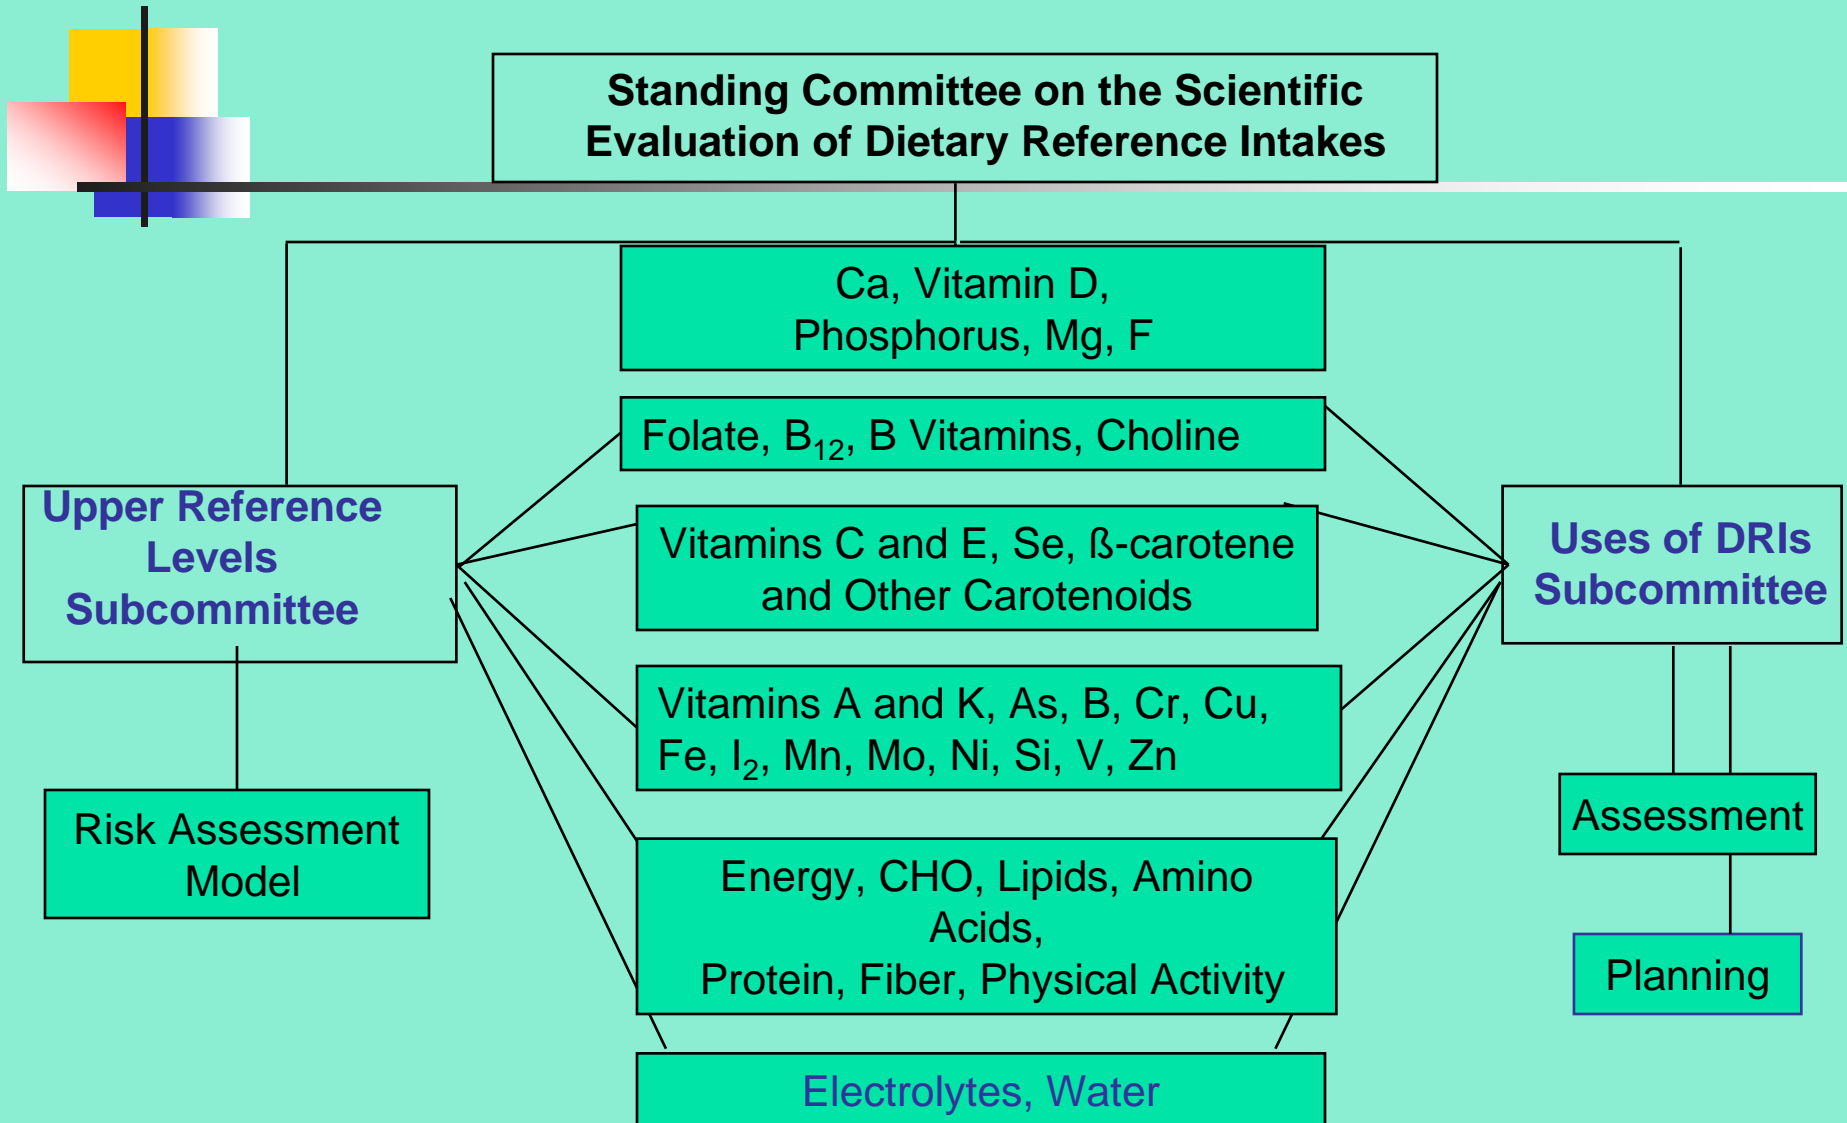 Standing Committee on the Scientific
Evaluation of Dietary Reference Intakes
Ca, Vitamin D,
Phosphorus, Mg, F
Folate, B₁₂, B Vitamins, Choline
Upper Reference
Levels
Subcommittee
Vitamins C and E, Se, ß-carotene
and Other Carotenoids
Uses of DRIs
Subcommittee
Vitamins A and K, As, B, Cr, Cu,
Fe, I₂, Mn, Mo, Ni, Si, V, Zn
Risk Assessment
Model
Assessment
Energy, CHO, Lipids, Amino
Acids,
Protein, Fiber, Physical Activity
Planning
Electrolytes, Water